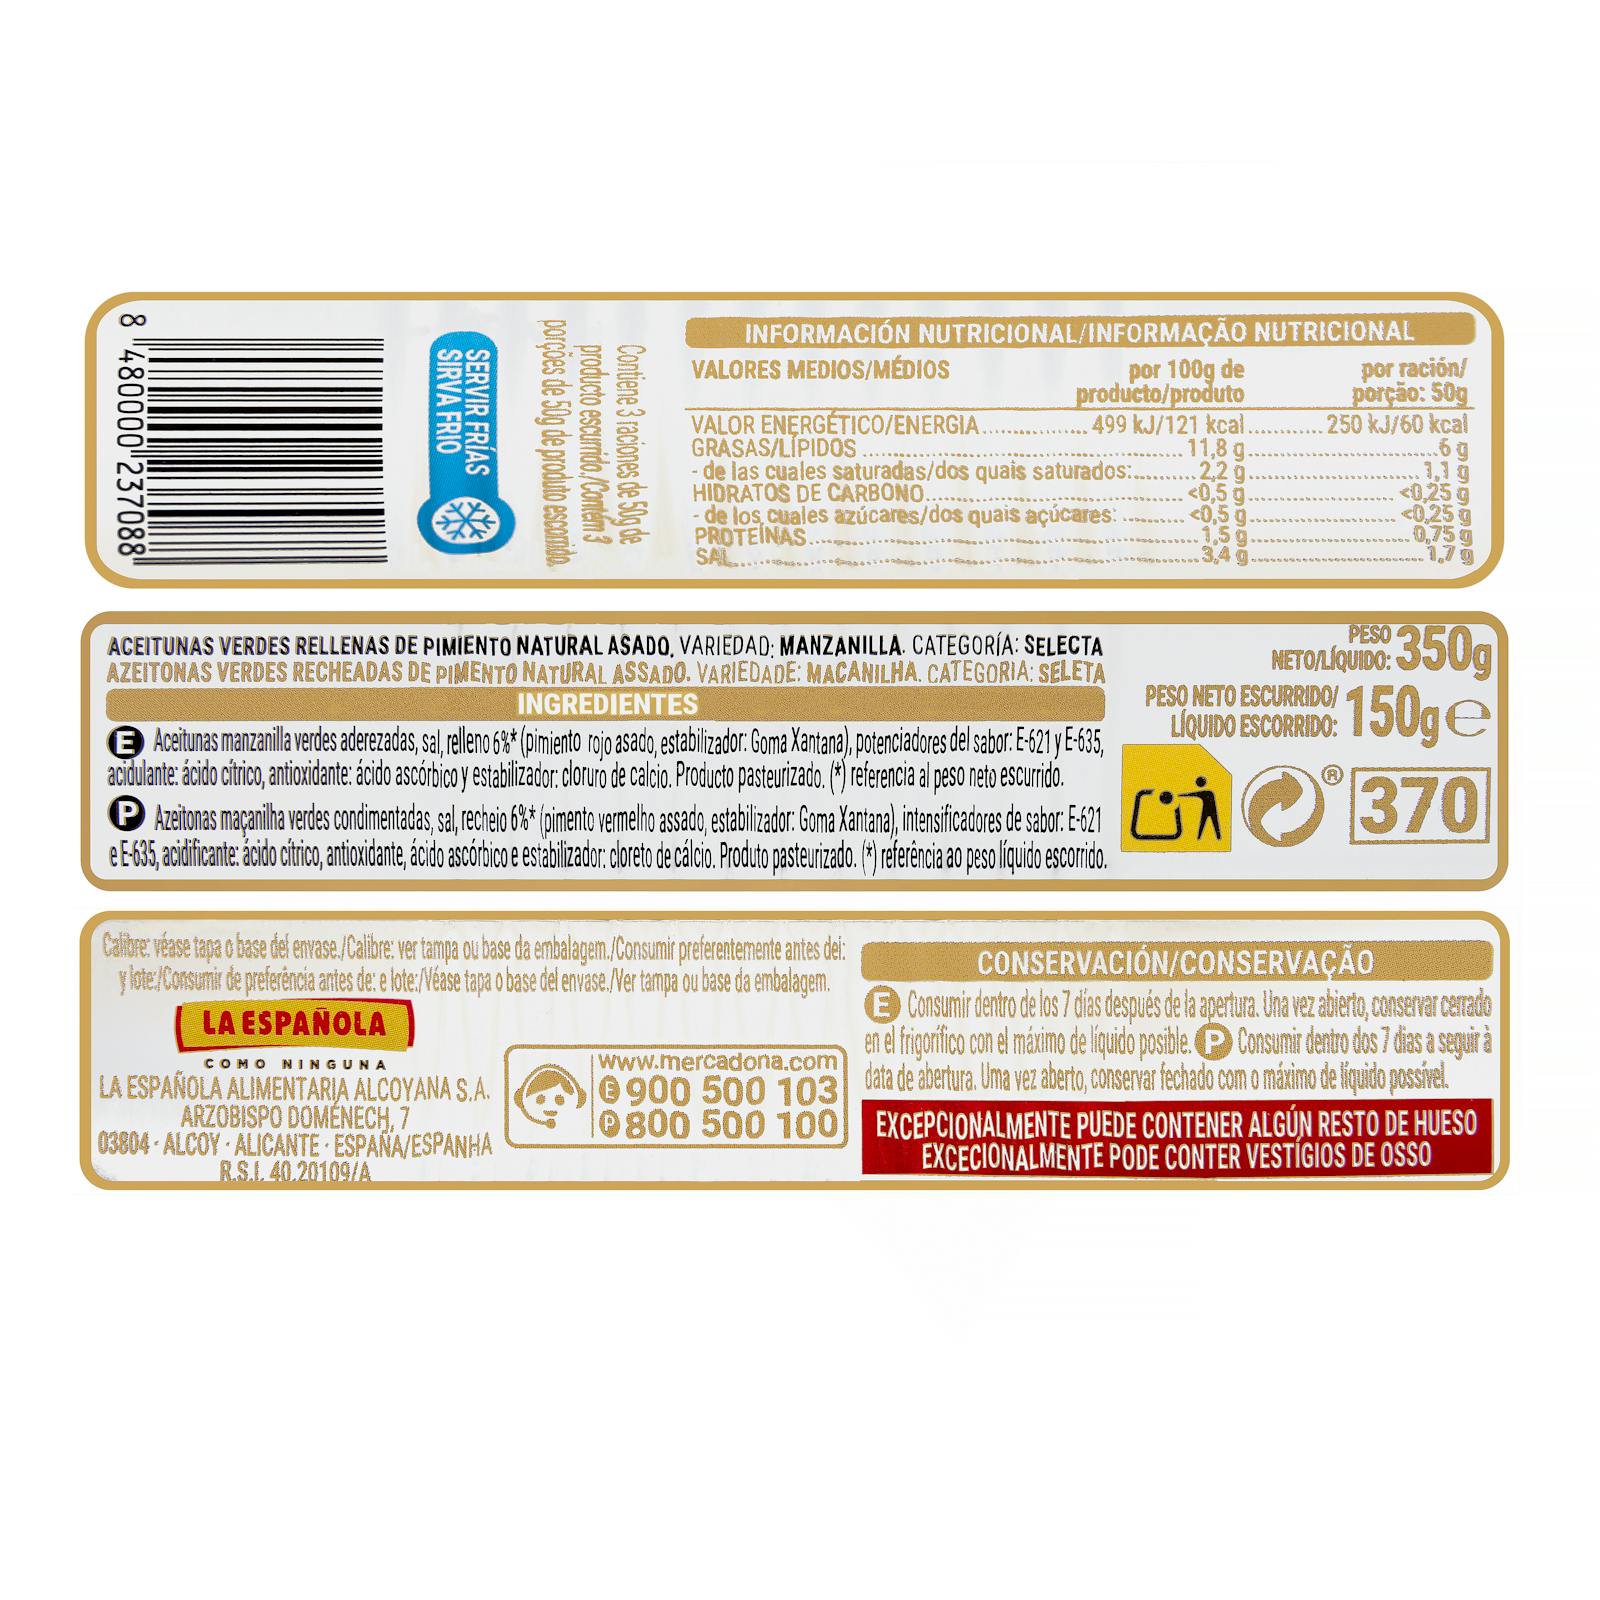 8 480000 237088
SERVIR FRÍAS
SIRVA FRIO
Contiene 3 raciones de 50g de
producto escurrido./Contém 3
porções de 50g de produto escorrido
INFORMACIÓN NUTRICIONAL/INFORMAÇÃO NUTRICIONAL
VALORES MEDIOS/MÉDIOS por 100g de producto/producto por ración/porção: 50g
VALOR ENERGÉTICO/ENERGIA 499 kJ/121 kcal 250 kJ/60 kcal
GRASAS/LÍPIDOS 11,8 g 6 g
- de las cuales saturadas/dos quais saturados: 2,2 g 1,1 g
HIDRATOS DE CARBONO <0,5 g <0,25 g
- de los cuales azúcares/dos quais açúcares: <0,5 g <0,25 g
PROTEÍNAS 1,5 g 0,75 g
SAL 3,4 g 1,7 g
ACEITUNAS VERDES RELLENAS DE PIMIENTO NATURAL ASADO. VARIEDAD: MANZANILLA. CATEGORÍA: SELECTA
AZEITONAS VERDES RECHEADAS DE PIMENTO NATURAL ASSADO. VARIEDADE: MAÇANILHA. CATEGORIA: SELETA
INGREDIENTES
E Aceitunas manzanilla verdes aderezadas, sal, relleno 6%* (pimiento rojo asado, estabilizador: Goma Xantana), potenciadores del sabor: E-621 y E-635,
acidulante: ácido cítrico, antioxidante: ácido ascórbico y estabilizador: cloruro de calcio. Producto pasteurizado. (*) referencia al peso neto escurrido.
P Azeitonas maçanilha verdes condimentadas, sal, recheio 6%* (pimento vermelho assado, estabilizador: Goma Xantana), intensificadores de sabor: E-621
e E-635, acidificante: ácido cítrico, antioxidante, ácido ascórbico e estabilizador: cloreto de cálcio. Produto pasteurizado. (*) referência ao peso líquido escorrido.
PESO
NETO/LÍQUIDO: 350g
PESO NETO ESCURRIDO/
LÍQUIDO ESCORRIDO: 150g e
® 370
Calibre: véase tapa o base del envase./Calibre: ver tampa ou base da embalagem./Consumir preferentemente antes del:
y lote:/Consumir de preferência antes de: e lote:/Véase tapa o base del envase./Ver tampa ou base da embalagem.
LA ESPAÑOLA
COMO NINGUNA
LA ESPAÑOLA ALIMENTARIA ALCOYANA S.A.
ARZOBISPO DOMÉNECH, 7
03804 · ALCOY · ALICANTE · ESPAÑA/ESPANHA
R.S.I. 40.20109/A
www.mercadona.com
E 900 500 103
P 800 500 100
CONSERVACIÓN/CONSERVAÇÃO
E Consumir dentro de los 7 días después de la apertura. Una vez abierto, conservar cerrado
en el frigorífico con el máximo de líquido posible. P Consumir dentro dos 7 dias a seguir à
data de abertura. Uma vez aberto, conservar fechado com o máximo de líquido possível.
EXCEPCIONALMENTE PUEDE CONTENER ALGÚN RESTO DE HUESO
EXCECIONALMENTE PODE CONTER VESTÍGIOS DE OSSO